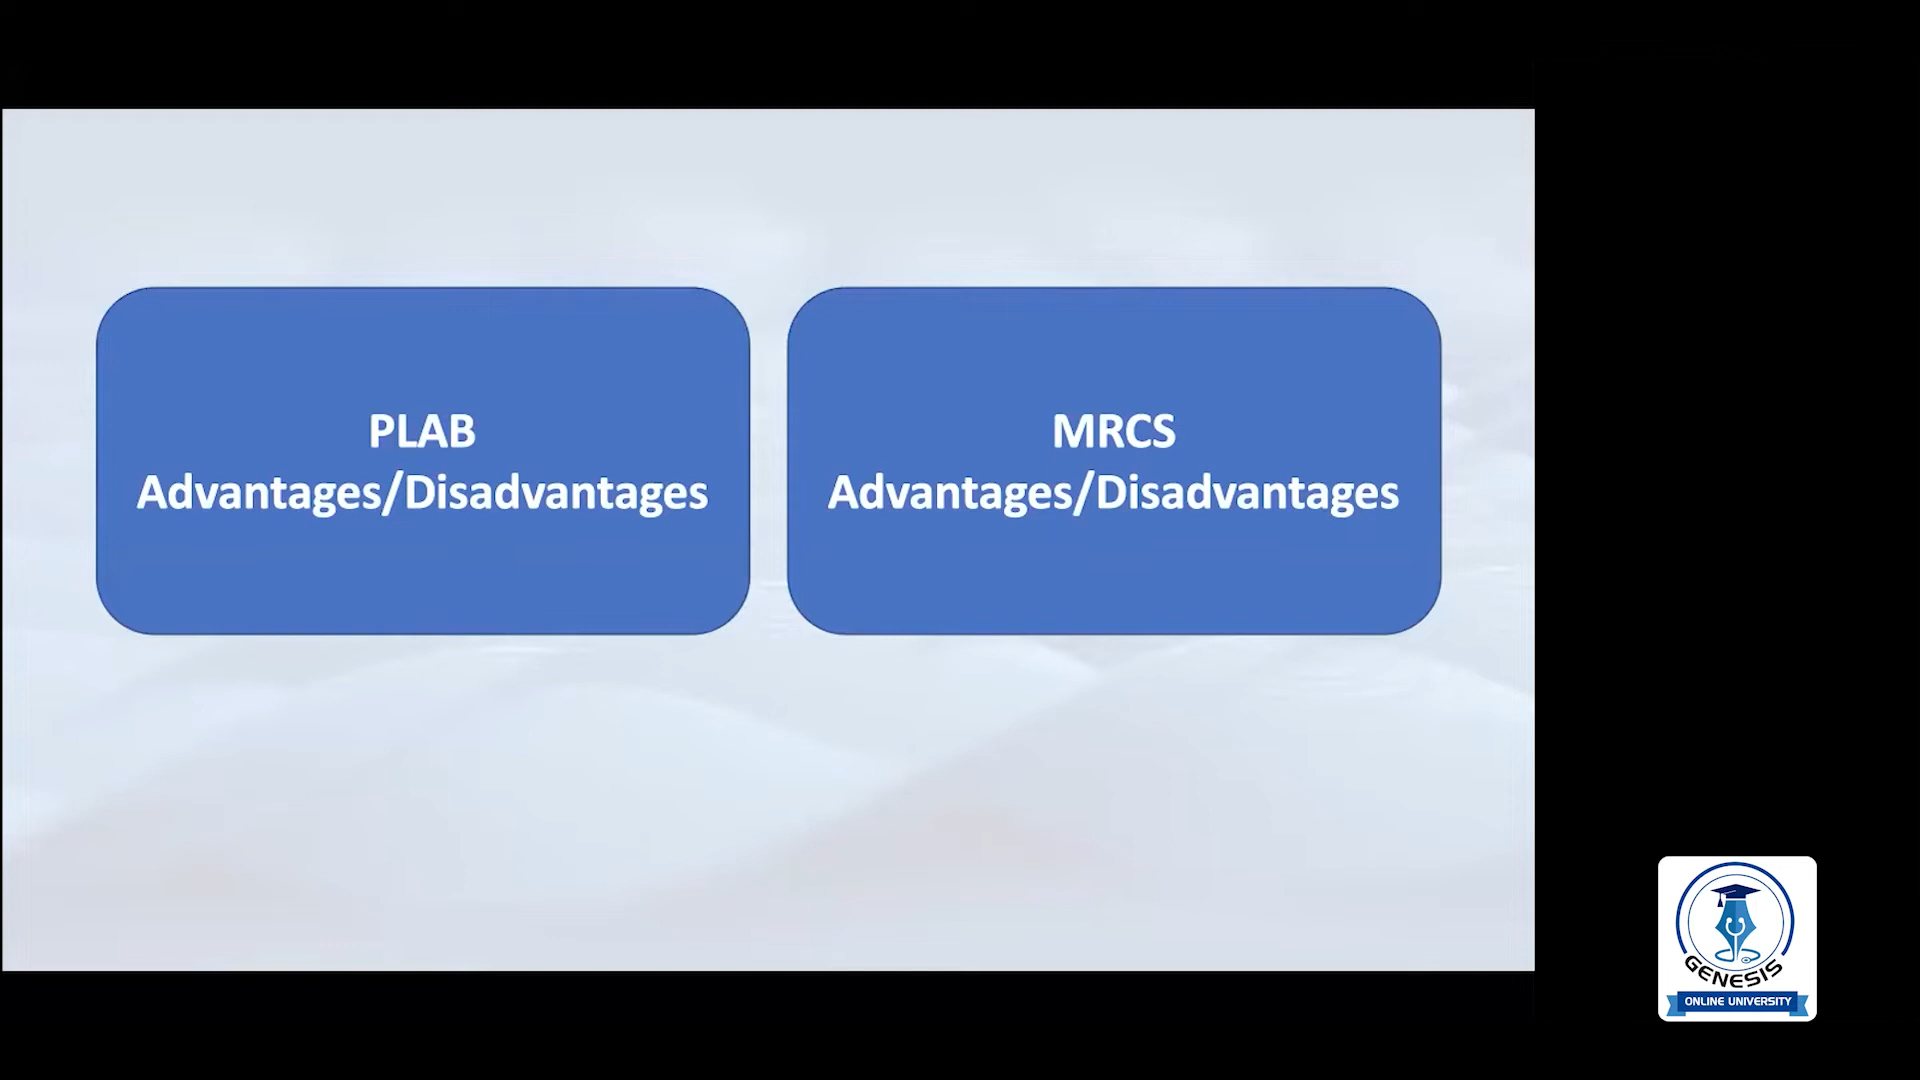 PLAB
Advantages/Disadvantages
MRCS
Advantages/Disadvantages
GENESIS
ONLINE UNIVERSITY